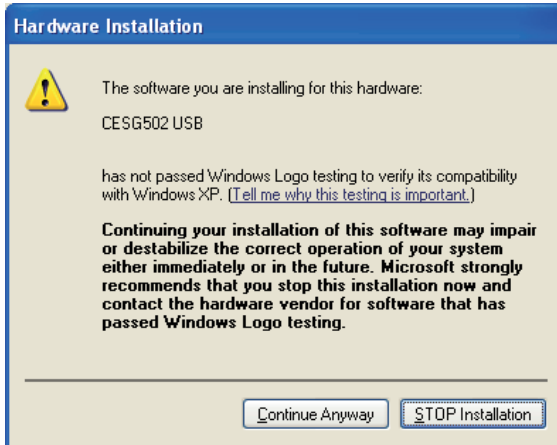 Hardware Installation
The software you are installing for this hardware:
CESG502 USB
has not passed Windows Logo testing to verify its compatibility
with Windows XP. (Tell me why this testing is important.)
Continuing your installation of this software may impair
or destabilize the correct operation of your system
either immediately or in the future. Microsoft strongly
recommends that you stop this installation now and
contact the hardware vendor for software that has
passed Windows Logo testing.
Continue Anyway
STOP Installation